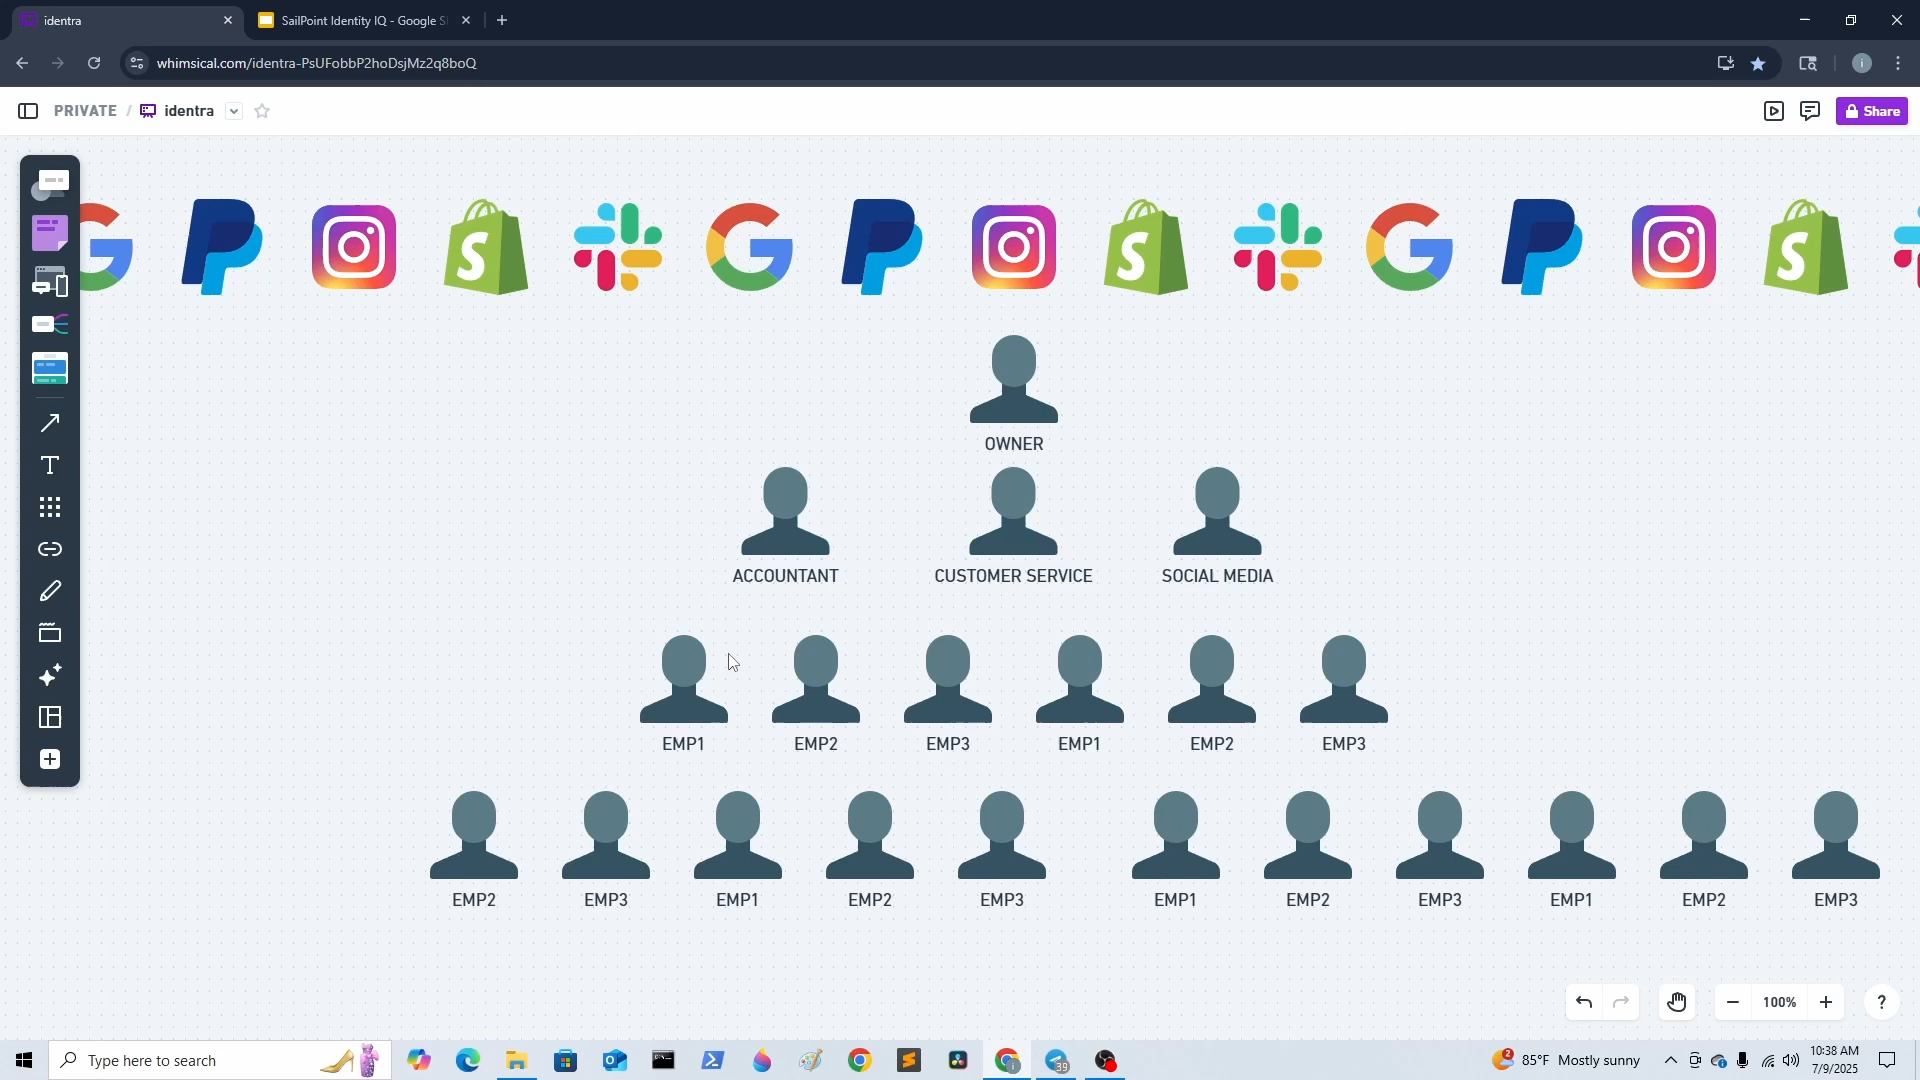 identra
SailPoint Identity IQ - Google S
whimsical.com/identra-PsUFobbP2hoDsjMz2q8boQ
PRIVATE / identra
Share
OWNER
ACCOUNTANT CUSTOMER SERVICE SOCIAL MEDIA
EMP1 EMP2 EMP3 EMP1 EMP2 EMP3
EMP2 EMP3 EMP1 EMP2 EMP3 EMP1 EMP2 EMP3 EMP1 EMP2 EMP3
100%
?
Type here to search
39
2
85°F Mostly sunny
10:38 AM
7/9/2025